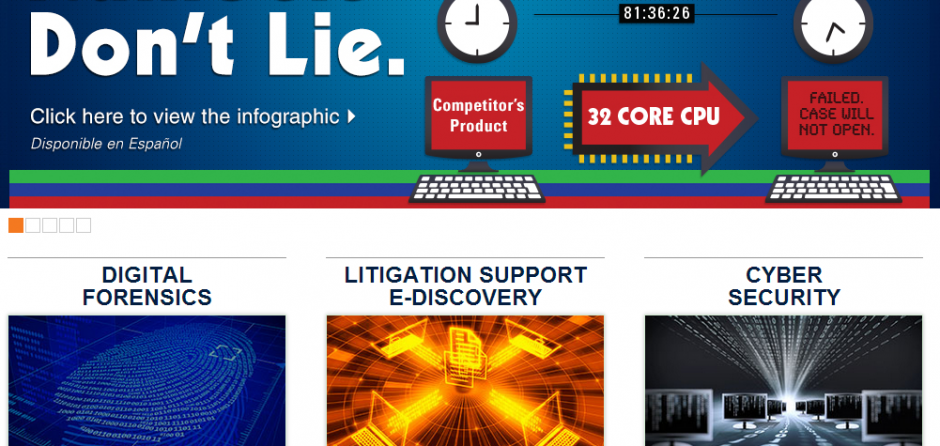 Don't Lie.
81:36:26
Click here to view the infographic
Disponible en Español
Competitor's
Product
32 CORE CPU
FAILED.
CASE WILL
NOT OPEN.
DIGITAL
FORENSICS
LITIGATION SUPPORT
E-DISCOVERY
CYBER
SECURITY